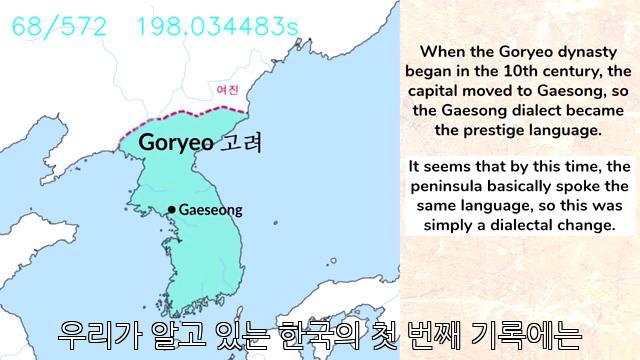 68/572 198.034483s
여진
Goryeo 고려
Gaeseong
When the Goryeo dynasty
began in the 10th century, the
capital moved to Gaesong, so
the Gaesong dialect became
the prestige language.
It seems that by this time, the
peninsula basically spoke the
same language, so this was
simply a dialectal change.
우리가 알고 있는 한국의 첫 번째 기록에는